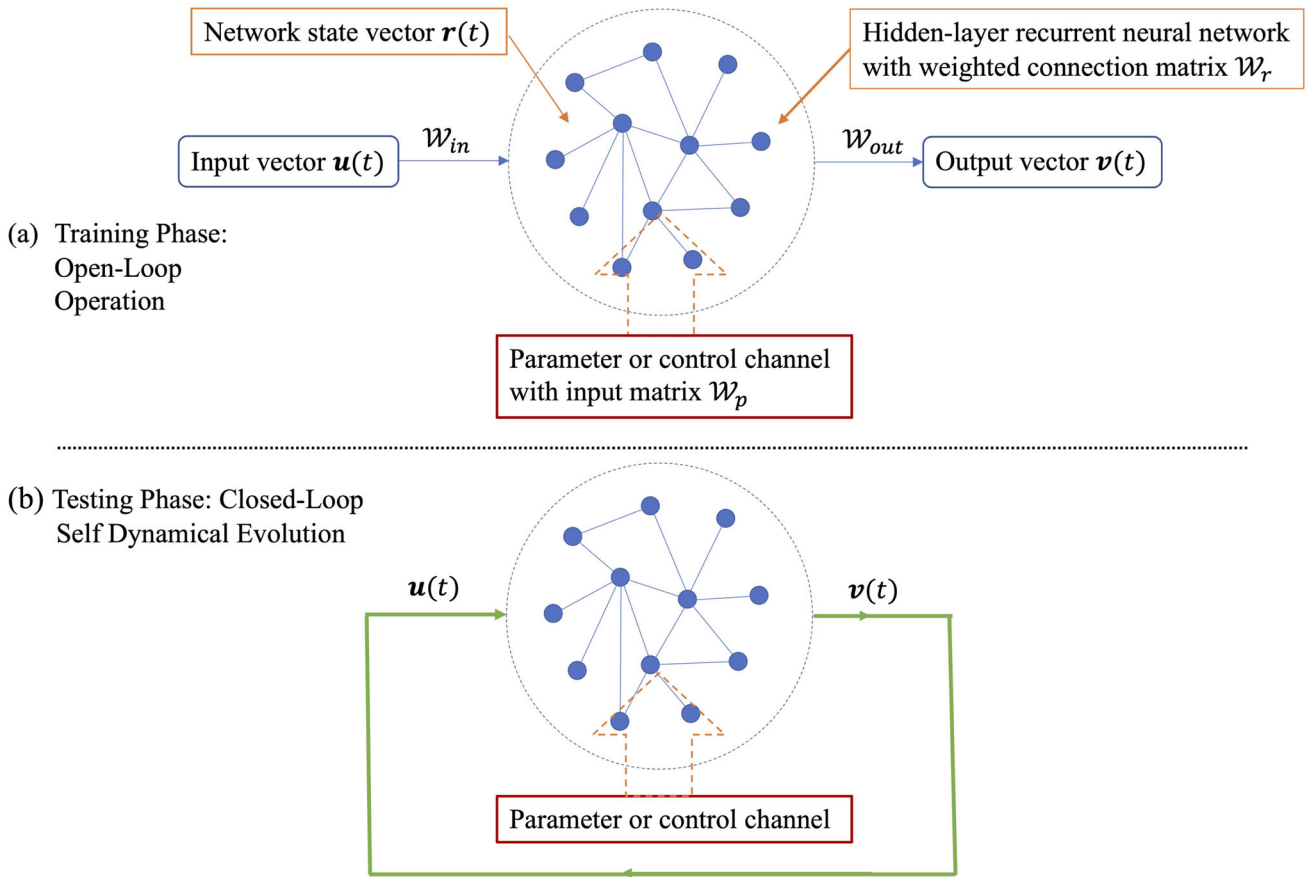 Network state vector r(t)
Hidden-layer recurrent neural network
with weighted connection matrix 𝒲r
Input vector u(t)
𝒲in
𝒲out
Output vector v(t)
(a) Training Phase:
Open-Loop
Operation
Parameter or control channel
with input matrix 𝒲p
(b) Testing Phase: Closed-Loop
Self Dynamical Evolution
u(t)
v(t)
Parameter or control channel